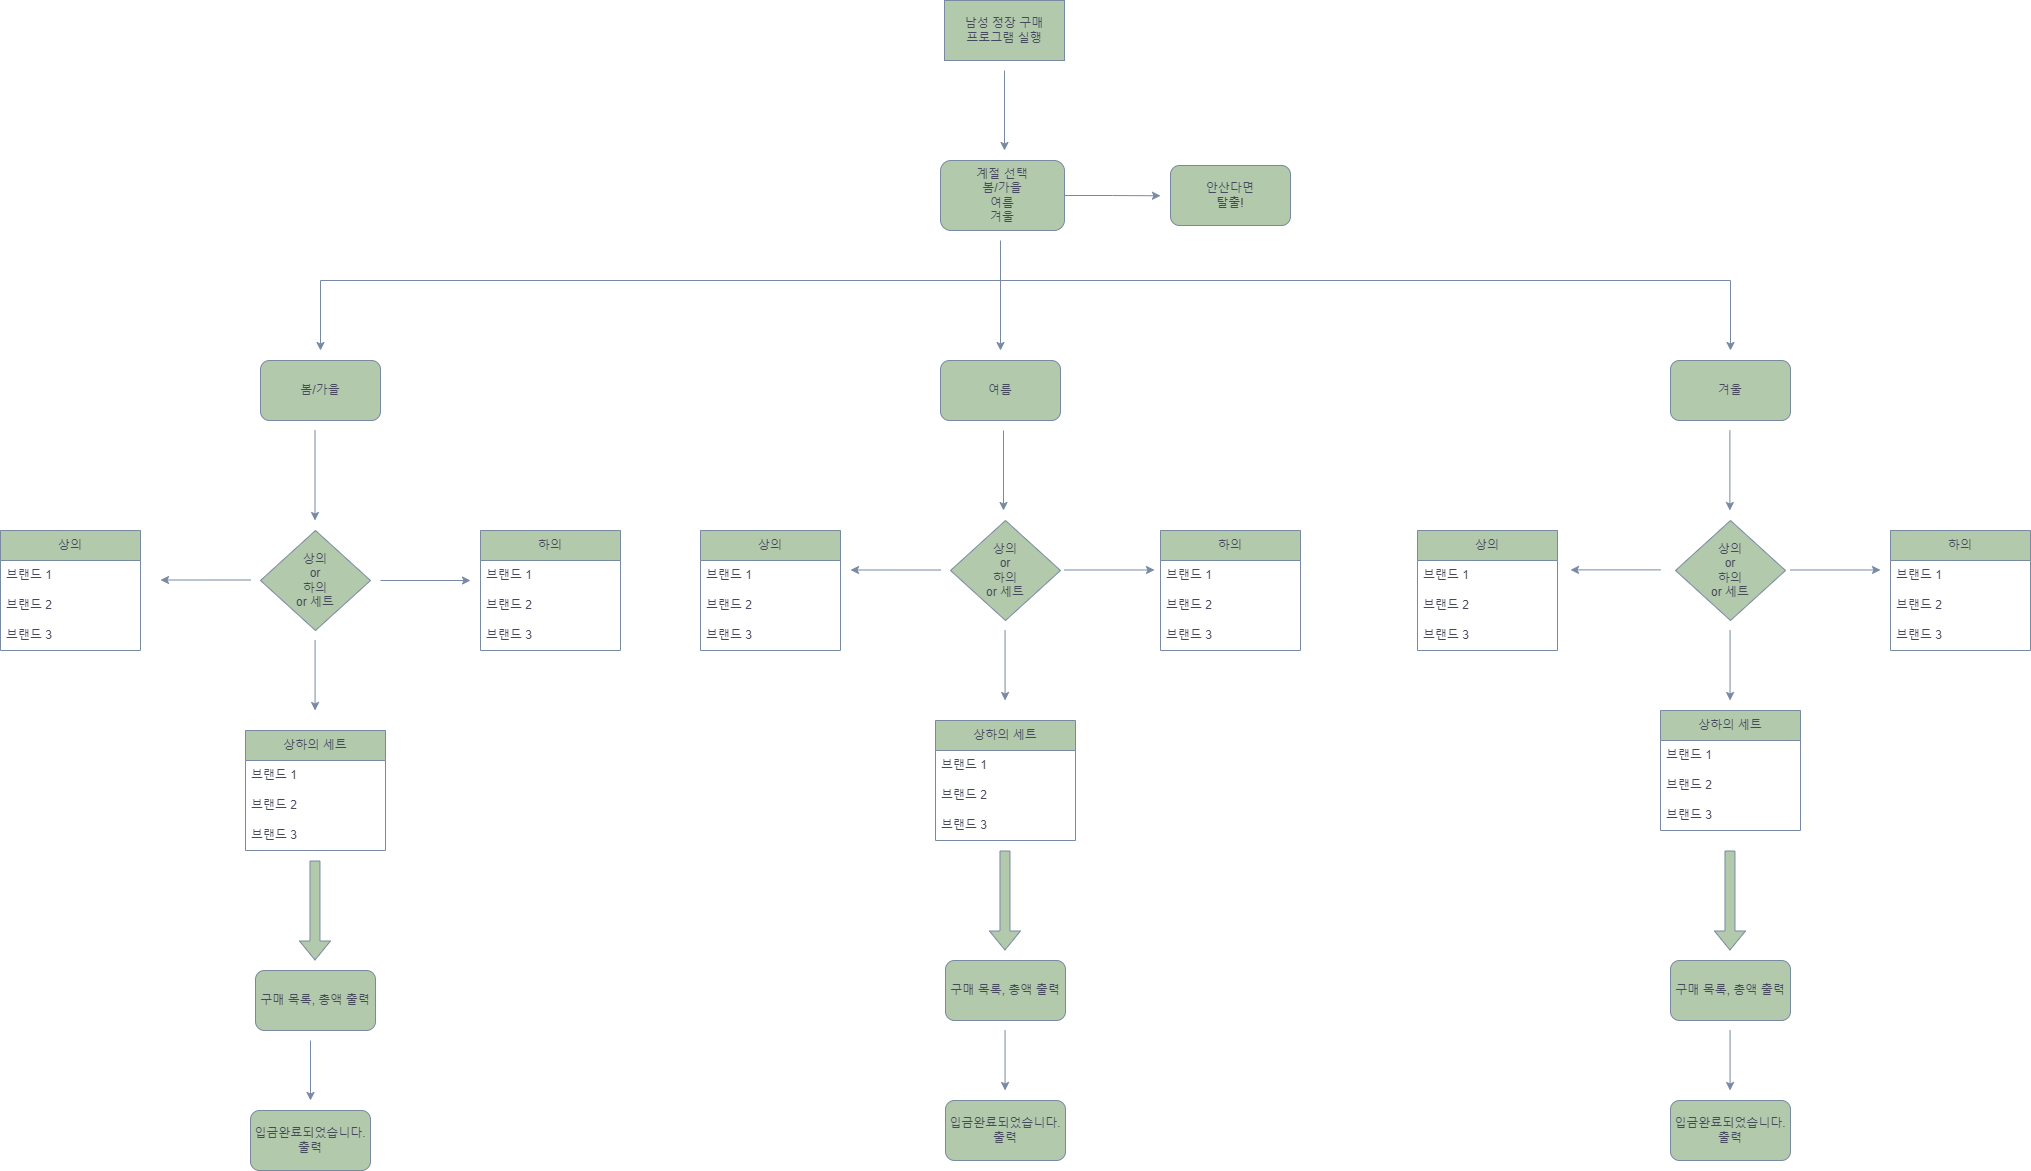 남성 정장 구매
프로그램 실행
계절 선택
봄/가을
여름
겨울
안산다면
탈출!
봄/가을
여름
겨울
상의
브랜드 1
브랜드 2
브랜드 3
상의
or
하의
or 세트
하의
브랜드 1
브랜드 2
브랜드 3
상의
브랜드 1
브랜드 2
브랜드 3
상의
or
하의
or 세트
하의
브랜드 1
브랜드 2
브랜드 3
상의
브랜드 1
브랜드 2
브랜드 3
상의
or
하의
or 세트
하의
브랜드 1
브랜드 2
브랜드 3
상하의 세트
브랜드 1
브랜드 2
브랜드 3
상하의 세트
브랜드 1
브랜드 2
브랜드 3
상하의 세트
브랜드 1
브랜드 2
브랜드 3
구매 목록, 총액 출력
구매 목록, 총액 출력
구매 목록, 총액 출력
입금완료되었습니다.
출력
입금완료되었습니다.
출력
입금완료되었습니다.
출력